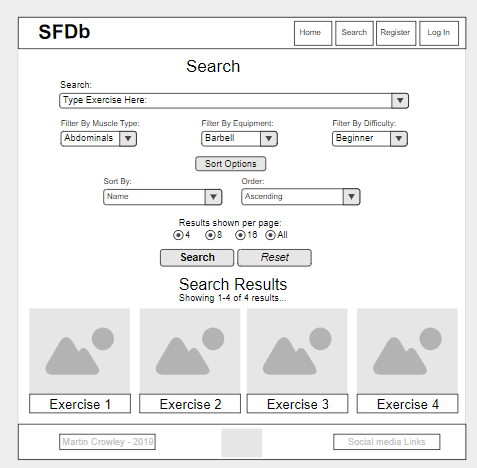 SFDb
Home Search Register Log In
Search
Search:
Type Exercise Here:
Filter By Muscle Type: Filter By Equipment: Filter By Difficulty:
Abdominals Barbell Beginner
Sort Options
Sort By: Order:
Name Ascending
Results shown per page:
4 8 16 All
Search Reset
Search Results
Showing 1-4 of 4 results...
Exercise 1 Exercise 2 Exercise 3 Exercise 4
Martin Crowley - 2019 Social media Links